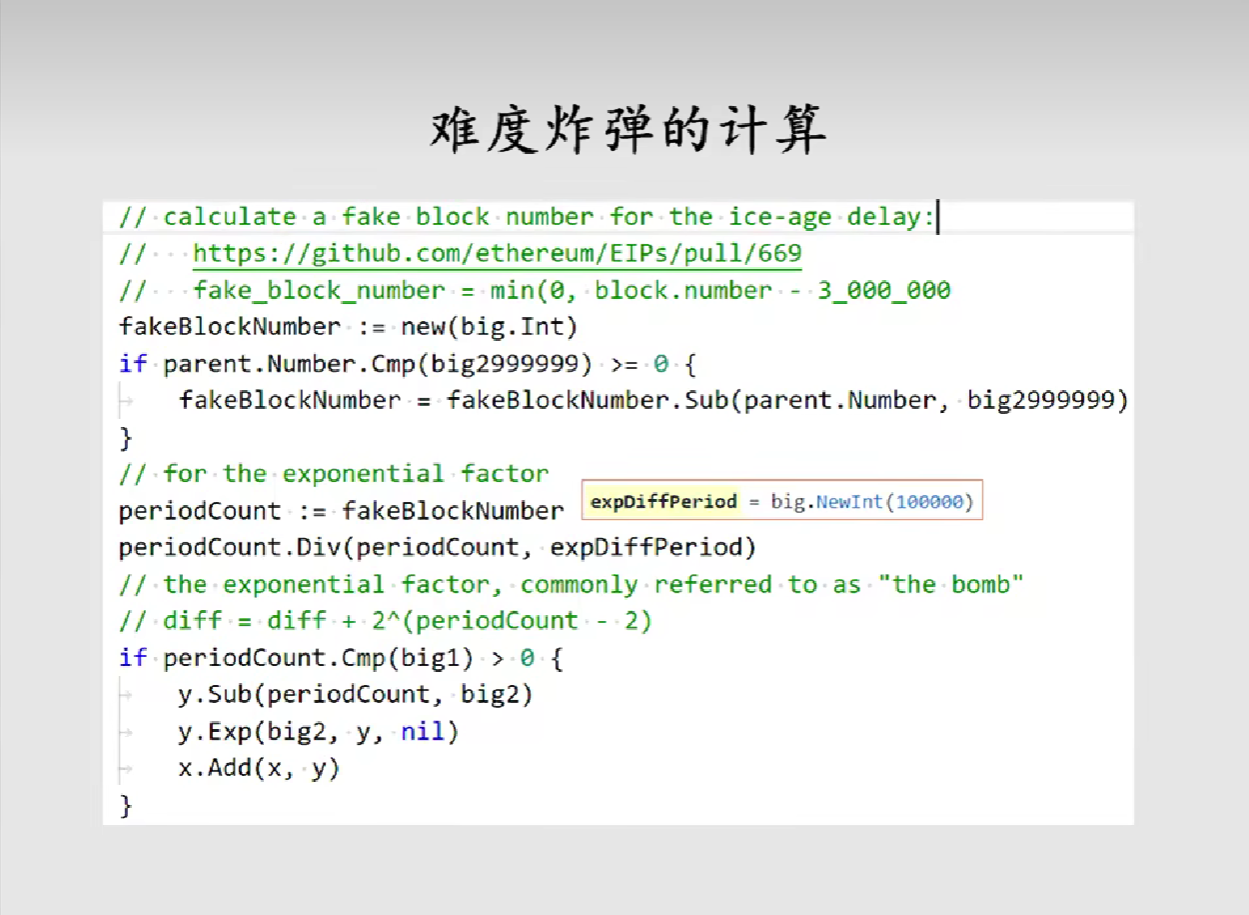 难度炸弹的计算
// calculate a fake block number for the ice-age delay:
// https://github.com/ethereum/EIPs/pull/669
// fake_block_number = min(0, block.number - 3_000_000
fakeBlockNumber := new(big.Int)
if parent.Number.Cmp(big2999999) >= 0 {
fakeBlockNumber = fakeBlockNumber.Sub(parent.Number, big2999999)
}
// for the exponential factor
periodCount := fakeBlockNumber
expDiffPeriod = big.NewInt(100000)
periodCount.Div(periodCount, expDiffPeriod)
// the exponential factor, commonly referred to as "the bomb"
// diff = diff + 2^(periodCount - 2)
if periodCount.Cmp(big1) > 0 {
y.Sub(periodCount, big2)
y.Exp(big2, y, nil)
x.Add(x, y)
}